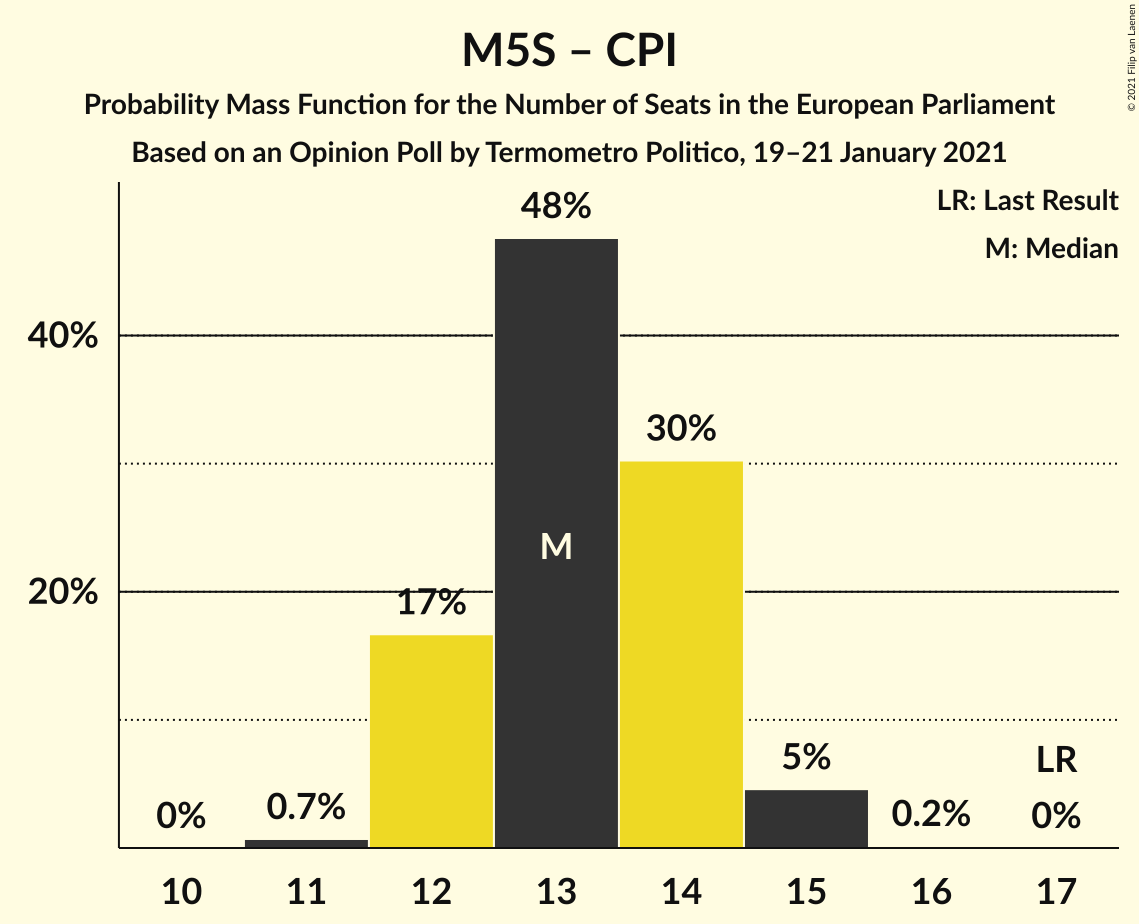 M5S – CPI
Probability Mass Function for the Number of Seats in the European Parliament
Based on an Opinion Poll by Termometro Politico, 19–21 January 2021
© 2021 Filip van Laenen
LR: Last Result
M: Median
48%
40%
30%
M
20%
17%
5%
LR
0%
0.7%
0.2%
0%
10 11 12 13 14 15 16 17